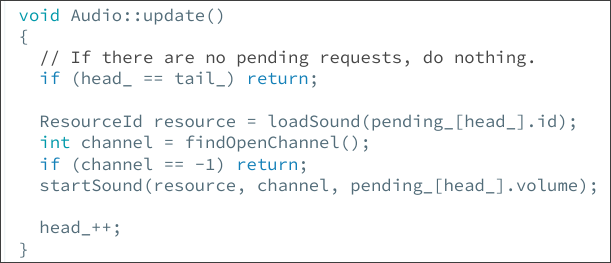 void Audio::update()
{
  // If there are no pending requests, do nothing.
  if (head_ == tail_) return;

  ResourceId resource = loadSound(pending_[head_].id);
  int channel = findOpenChannel();
  if (channel == -1) return;
  startSound(resource, channel, pending_[head_].volume);

  head_++;
}